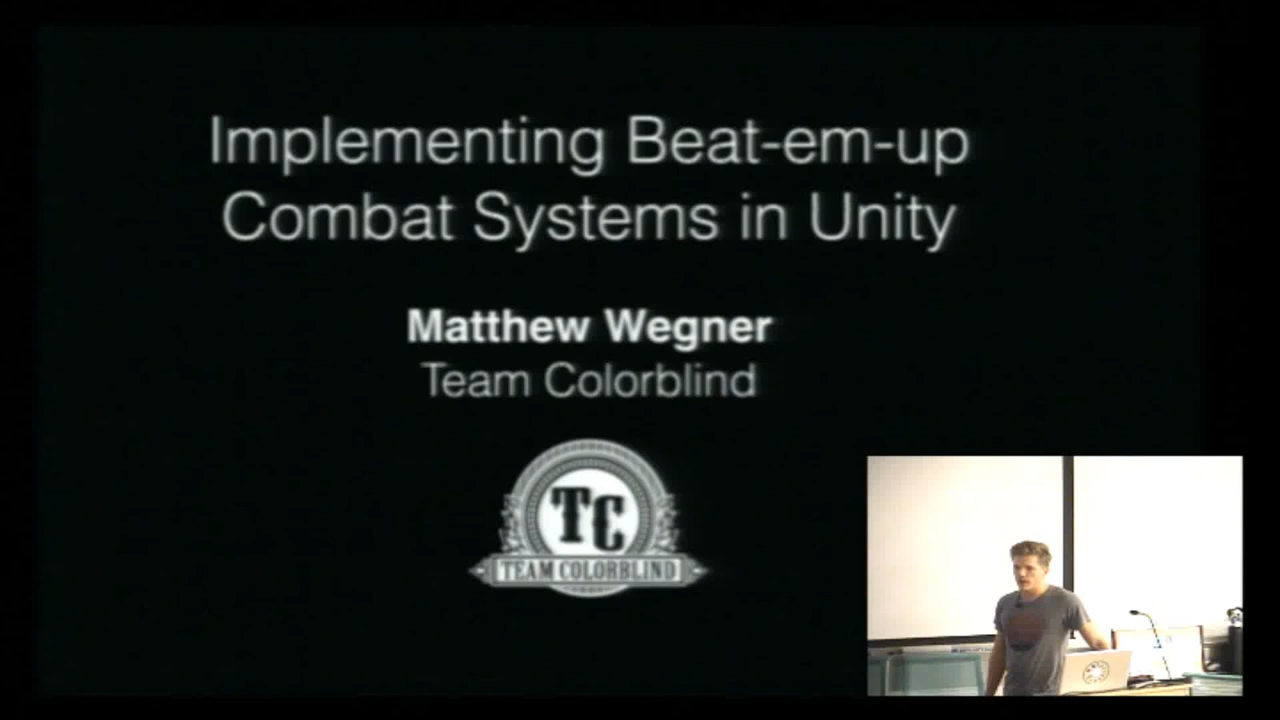 Implementing Beat-em-up
Combat Systems in Unity
Matthew Wegner
Team Colorblind
TC
TEAM COLORBLIND